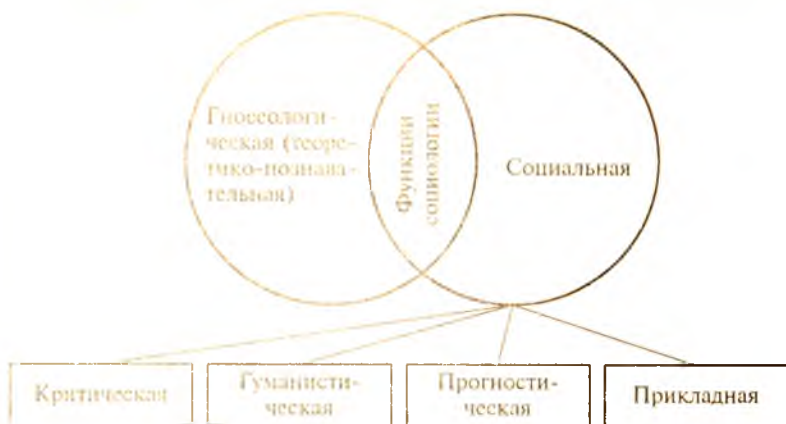 Гносеологи-
ческая (теоре-
тико-познава-
тельная)
Функции
социологии
Социальная
Критическая
Гуманисти-
ческая
Прогности-
ческая
Прикладная